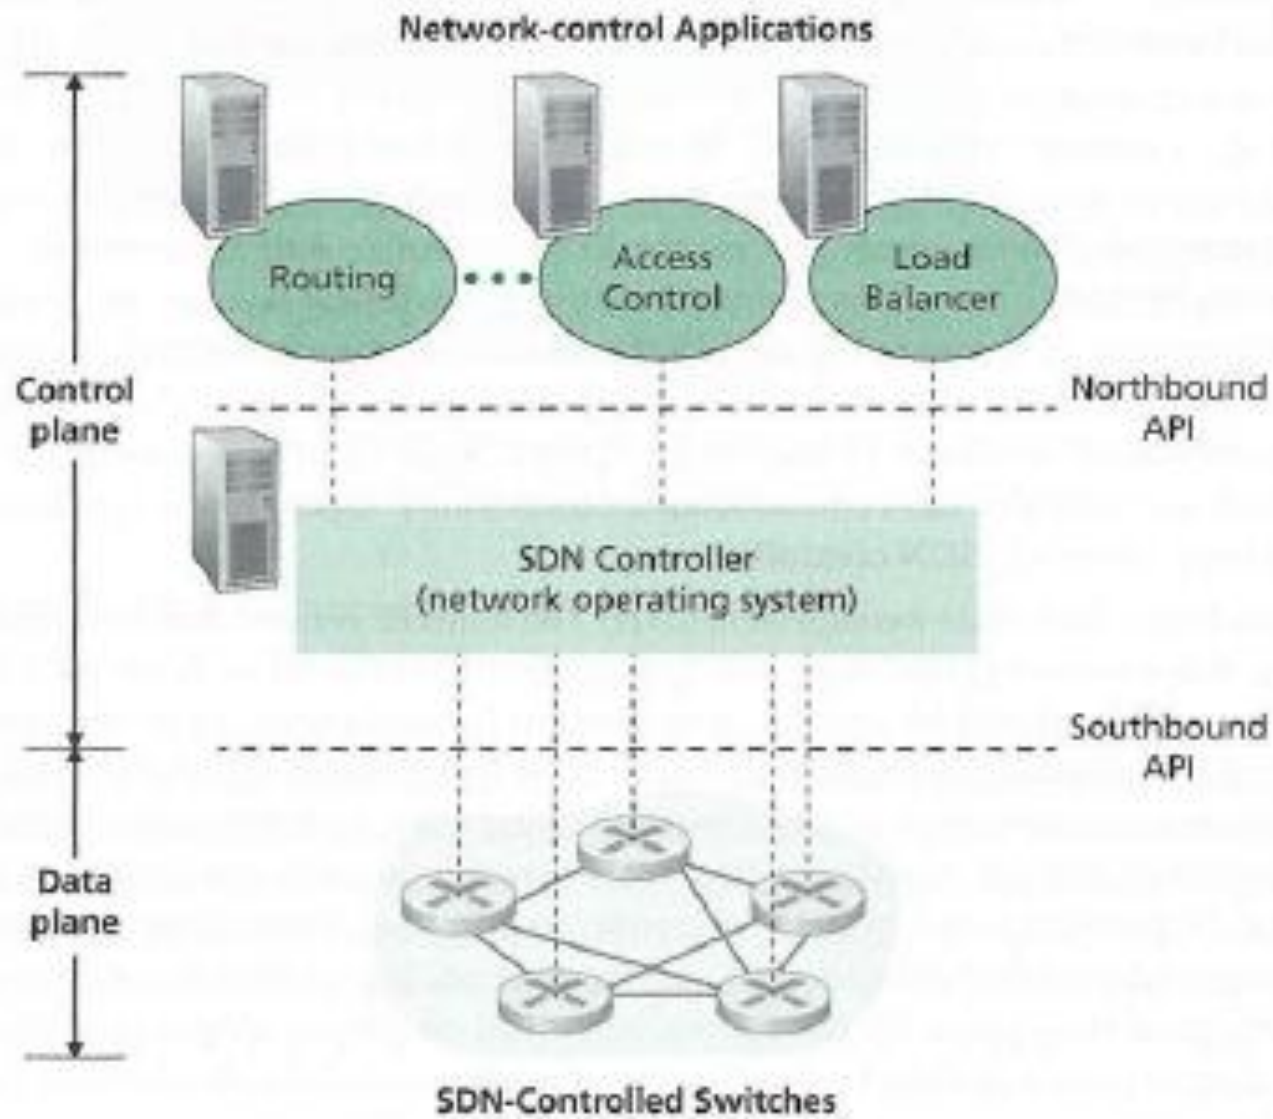 Network-control Applications
Routing
Access
Control
Load
Balancer
Control
plane
Northbound
API
SDN Controller
(network operating system)
Southbound
API
Data
plane
SDN-Controlled Switches